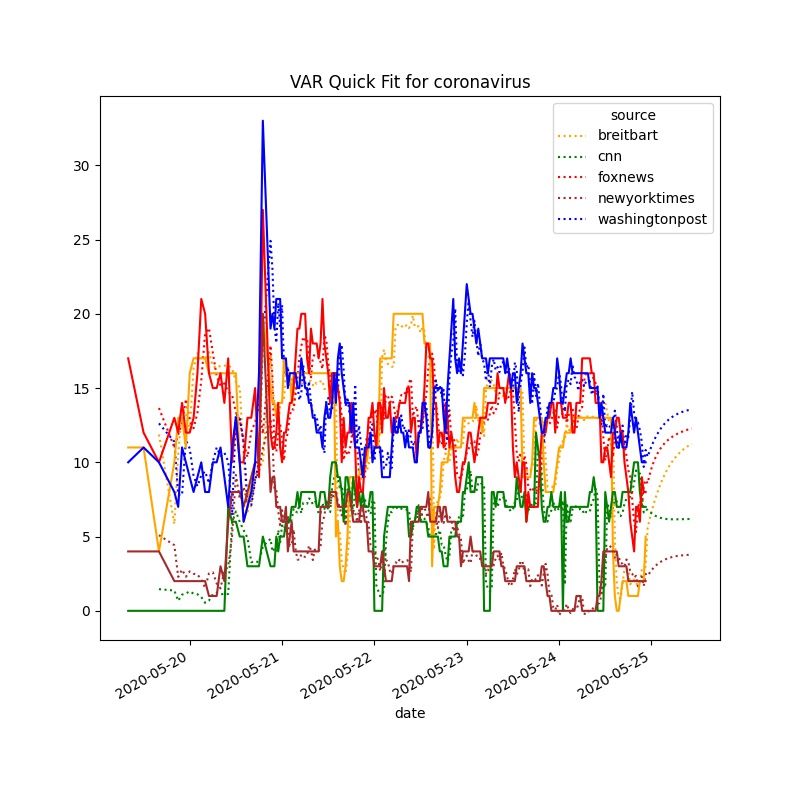 VAR Quick Fit for coronavirus
source
breitbart
cnn
foxnews
newyorktimes
washingtonpost
30
25
20
15
10
5
0
2020-05-20
2020-05-21
2020-05-22
2020-05-23
2020-05-24
2020-05-25
date